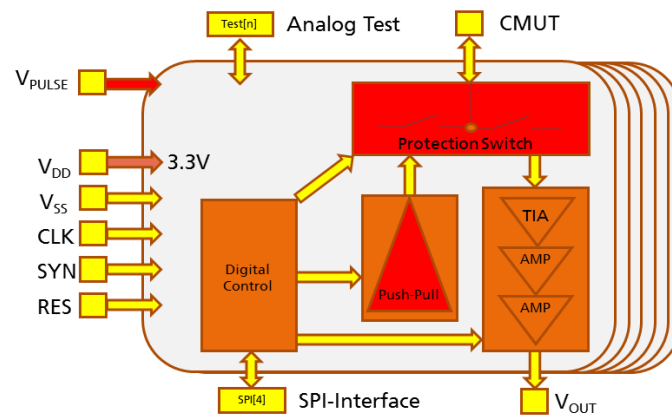 Test[n]
Analog Test
CMUT
VPULSE
Protection Switch
VDD
3.3V
VSS
CLK
SYN
RES
Digital
Control
Push-Pull
TIA
AMP
AMP
SPI[4]
SPI-Interface
VOUT